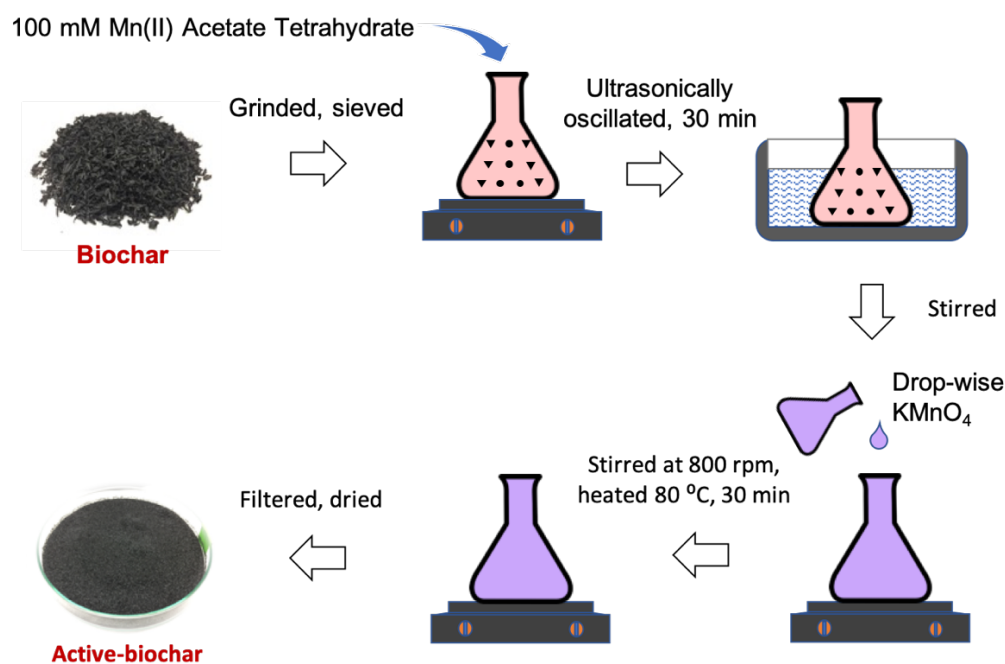 100 mM Mn(II) Acetate Tetrahydrate
Grinded, sieved
Ultrasonically
oscillated, 30 min
Biochar
Stirred
Drop-wise
KMnO₄
Stirred at 800 rpm,
heated 80 ⁰C, 30 min
Filtered, dried
Active-biochar